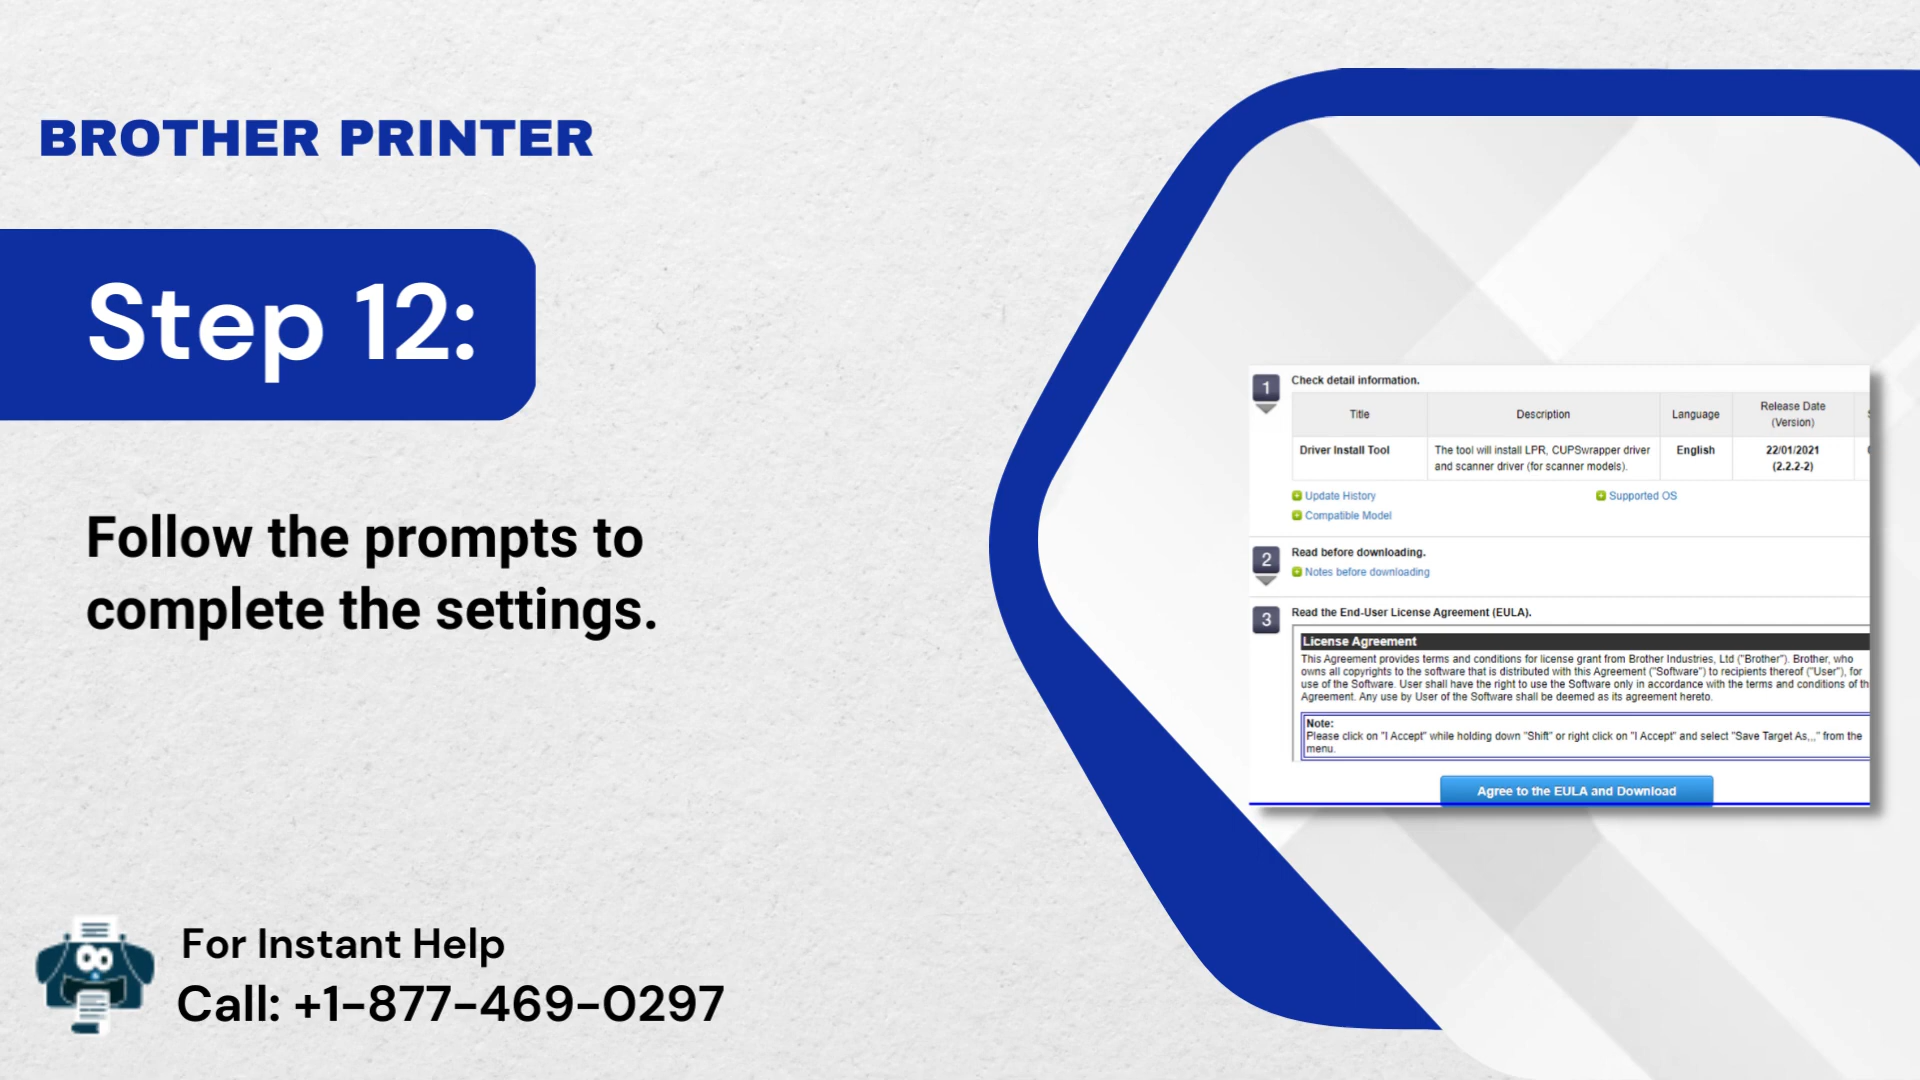 BROTHER PRINTER
Step 12:
Follow the prompts to
complete the settings.
For Instant Help
Call: +1-877-469-0297
1 Check detail information.
Title Description Language Release Date
(Version)
Driver Install Tool The tool will install LPR, CUPSwrapper driver English 22/01/2021
and scanner driver (for scanner models). (2.2.2-2)
Update History Supported OS
Compatible Model
2 Read before downloading.
Notes before downloading
3 Read the End-User License Agreement (EULA).
License Agreement
This Agreement provides terms and conditions for license grant from Brother Industries, Ltd ("Brother"). Brother, who
owns all copyrights to the software that is distributed with this Agreement ("Software") to recipients thereof ("User"), for
use of the Software. User shall have the right to use the Software only in accordance with the terms and conditions of th
Agreement. Any use by User of the Software shall be deemed as its agreement hereto.
Note:
Please click on "I Accept" while holding down "Shift" or right click on "I Accept" and select "Save Target As,,," from the
menu.
Agree to the EULA and Download